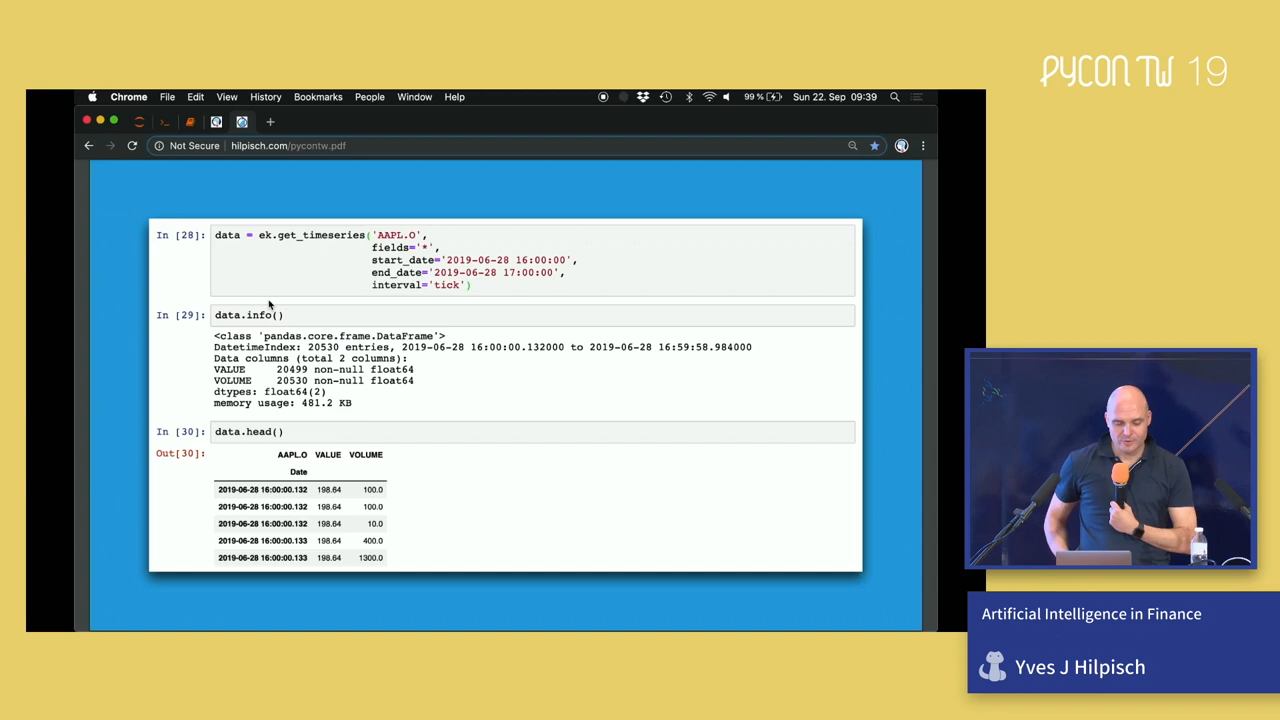 PYCON TW 19
Chrome File Edit View History Bookmarks People Window Help 99 % Sun 22. Sep 09:39
Not Secure hilpisch.com/pycontw.pdf
In [28]: data = ek.get_timeseries('AAPL.O',
fields='*',
start_date='2019-06-28 16:00:00',
end_date='2019-06-28 17:00:00',
interval='tick')
In [29]: data.info()
<class 'pandas.core.frame.DataFrame'>
DatetimeIndex: 20530 entries, 2019-06-28 16:00:00.132000 to 2019-06-28 16:59:58.984000
Data columns (total 2 columns):
VALUE 20499 non-null float64
VOLUME 20530 non-null float64
dtypes: float64(2)
memory usage: 481.2 KB
In [30]: data.head()
Out[30]: AAPL.O VALUE VOLUME
Date
2019-06-28 16:00:00.132 198.64 100.0
2019-06-28 16:00:00.132 198.64 100.0
2019-06-28 16:00:00.132 198.64 10.0
2019-06-28 16:00:00.133 198.64 400.0
2019-06-28 16:00:00.133 198.64 1300.0
Artificial Intelligence in Finance
Yves J Hilpisch